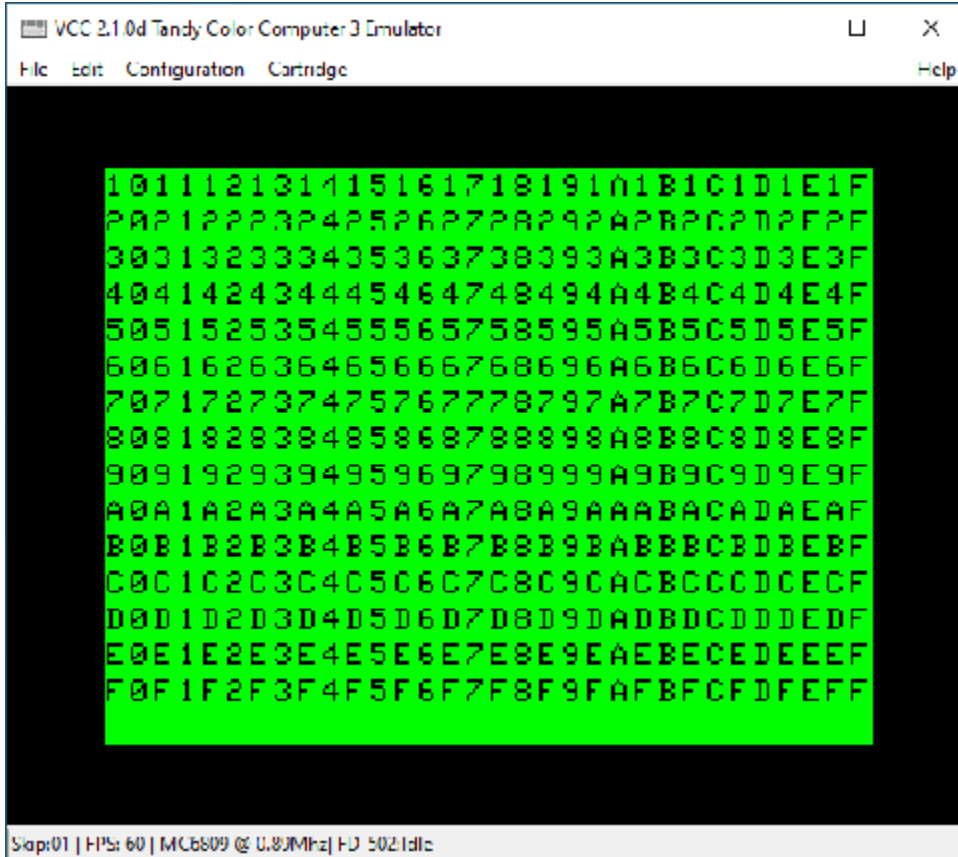 VCC 2.1.0d Tandy Color Computer 3 Emulator
File Edit Configuration Cartridge Help
101112131415161718191A1B1C1D1E1F
202122232425262728292A2B2C2D2E2F
303132333435363738393A3B3C3D3E3F
404142434445464748494A4B4C4D4E4F
505152535455565758595A5B5C5D5E5F
606162636465666768696A6B6C6D6E6F
707172737475767778797A7B7C7D7E7F
808182838485868788898A8B8C8D8E8F
909192939495969798999A9B9C9D9E9F
A0A1A2A3A4A5A6A7A8A9AAABACADAEAF
B0B1B2B3B4B5B6B7B8B9BABBBCBDBEBF
C0C1C2C3C4C5C6C7C8C9CACBCCCDCECF
D0D1D2D3D4D5D6D7D8D9DADBDCDDDEDF
E0E1E2E3E4E5E6E7E8E9EAEBECEDEEEF
F0F1F2F3F4F5F6F7F8F9FAFBFCFDFEFF
Skip:01 | FPS: 60 | MC6809 @ 0.89Mhz| FD-502:Idle